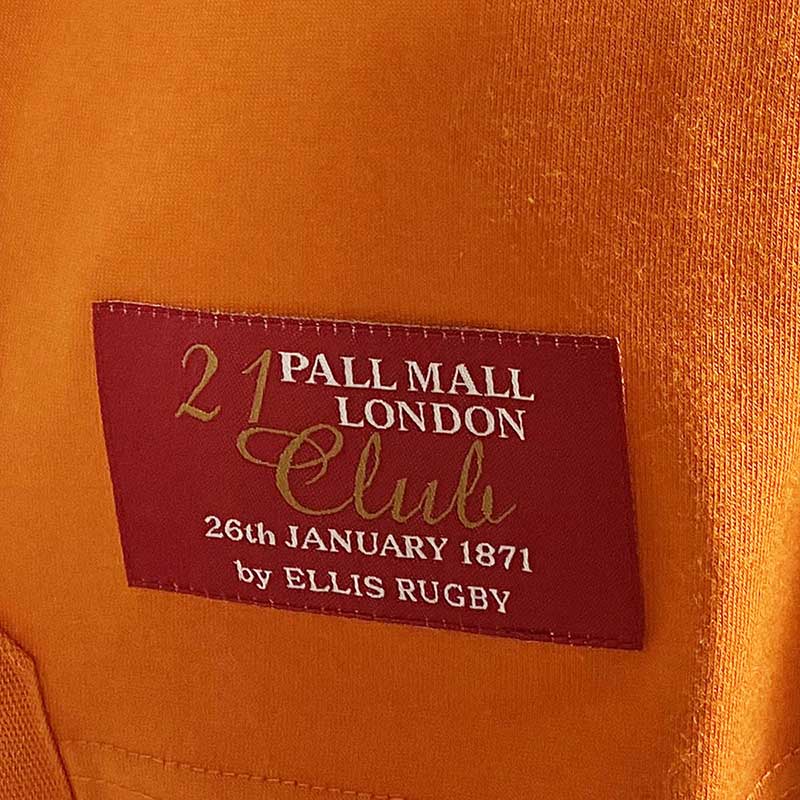 21 PALL MALL
LONDON
Club
26th JANUARY 1871
by ELLIS RUGBY